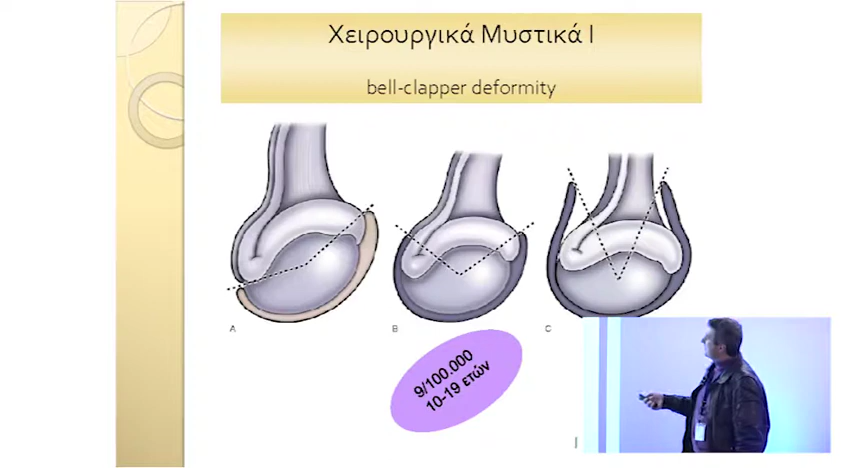 Χειρουργικά Μυστικά Ι
bell-clapper deformity
A
B
C
9/100.000
10-19 ετών